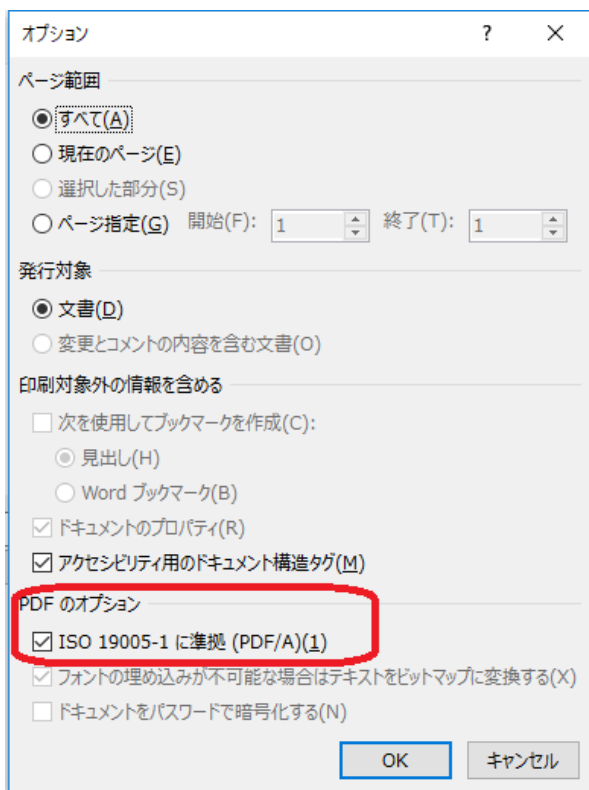 オプション ? ×
ページ範囲
すべて(A)
現在のページ(E)
選択した部分(S)
ページ指定(G) 開始(F): 1 終了(T): 1
発行対象
文書(D)
変更とコメントの内容を含む文書(O)
印刷対象外の情報を含める
次を使用してブックマークを作成(C):
見出し(H)
Word ブックマーク(B)
ドキュメントのプロパティ(R)
アクセシビリティ用のドキュメント構造タグ(M)
PDF のオプション
ISO 19005-1 に準拠 (PDF/A)(1)
フォントの埋め込みが不可能な場合はテキストをビットマップに変換する(X)
ドキュメントをパスワードで暗号化する(N)
OK キャンセル